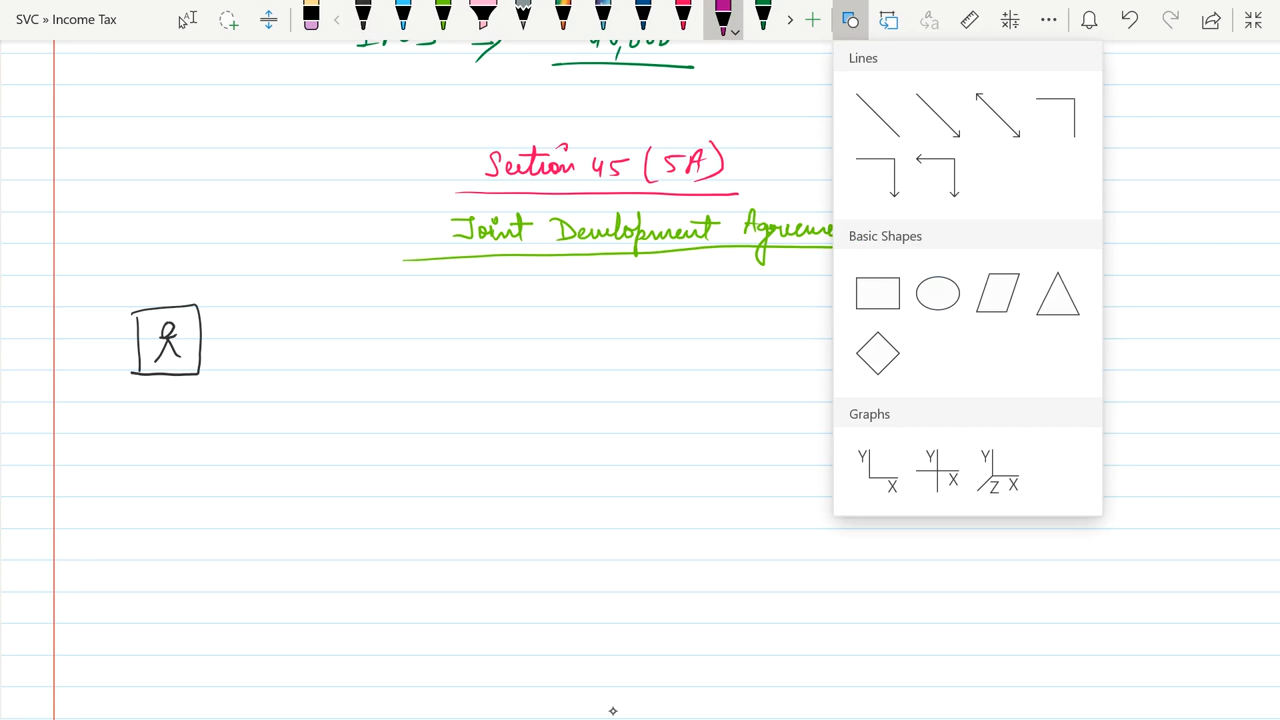 SVC » Income Tax
Lines
Section 45 (5A)
Joint Development Agreeme
Basic Shapes
Graphs
Y X
Y X
Y Z X